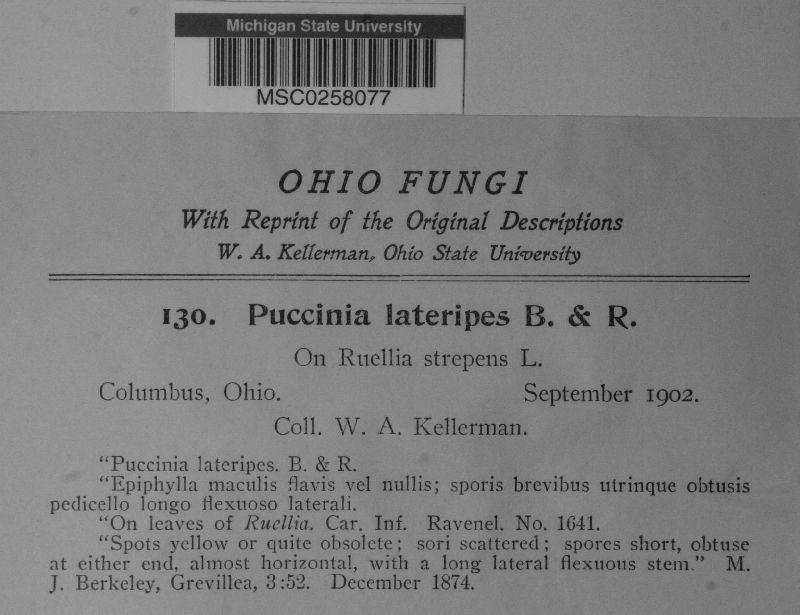 Michigan State University
MSC0258077
OHIO FUNGI
With Reprint of the Original Descriptions
W. A. Kellerman, Ohio State University
130. Puccinia lateripes B. & R.
On Ruellia strepens L.
Columbus, Ohio. September 1902.
Coll. W. A. Kellerman.
“Puccinia lateripes. B. & R.
“Epiphylla maculis flavis vel nullis; sporis brevibus utrinque obtusis
pedicello longo flexuoso laterali.
“On leaves of Ruellia. Car. Inf. Ravenel. No. 1641.
“Spots yellow or quite obsolete; sori scattered; spores short, obtuse
at either end, almost horizontal, with a long lateral flexuous stem.” M.
J. Berkeley, Grevillea, 3:52. December 1874.